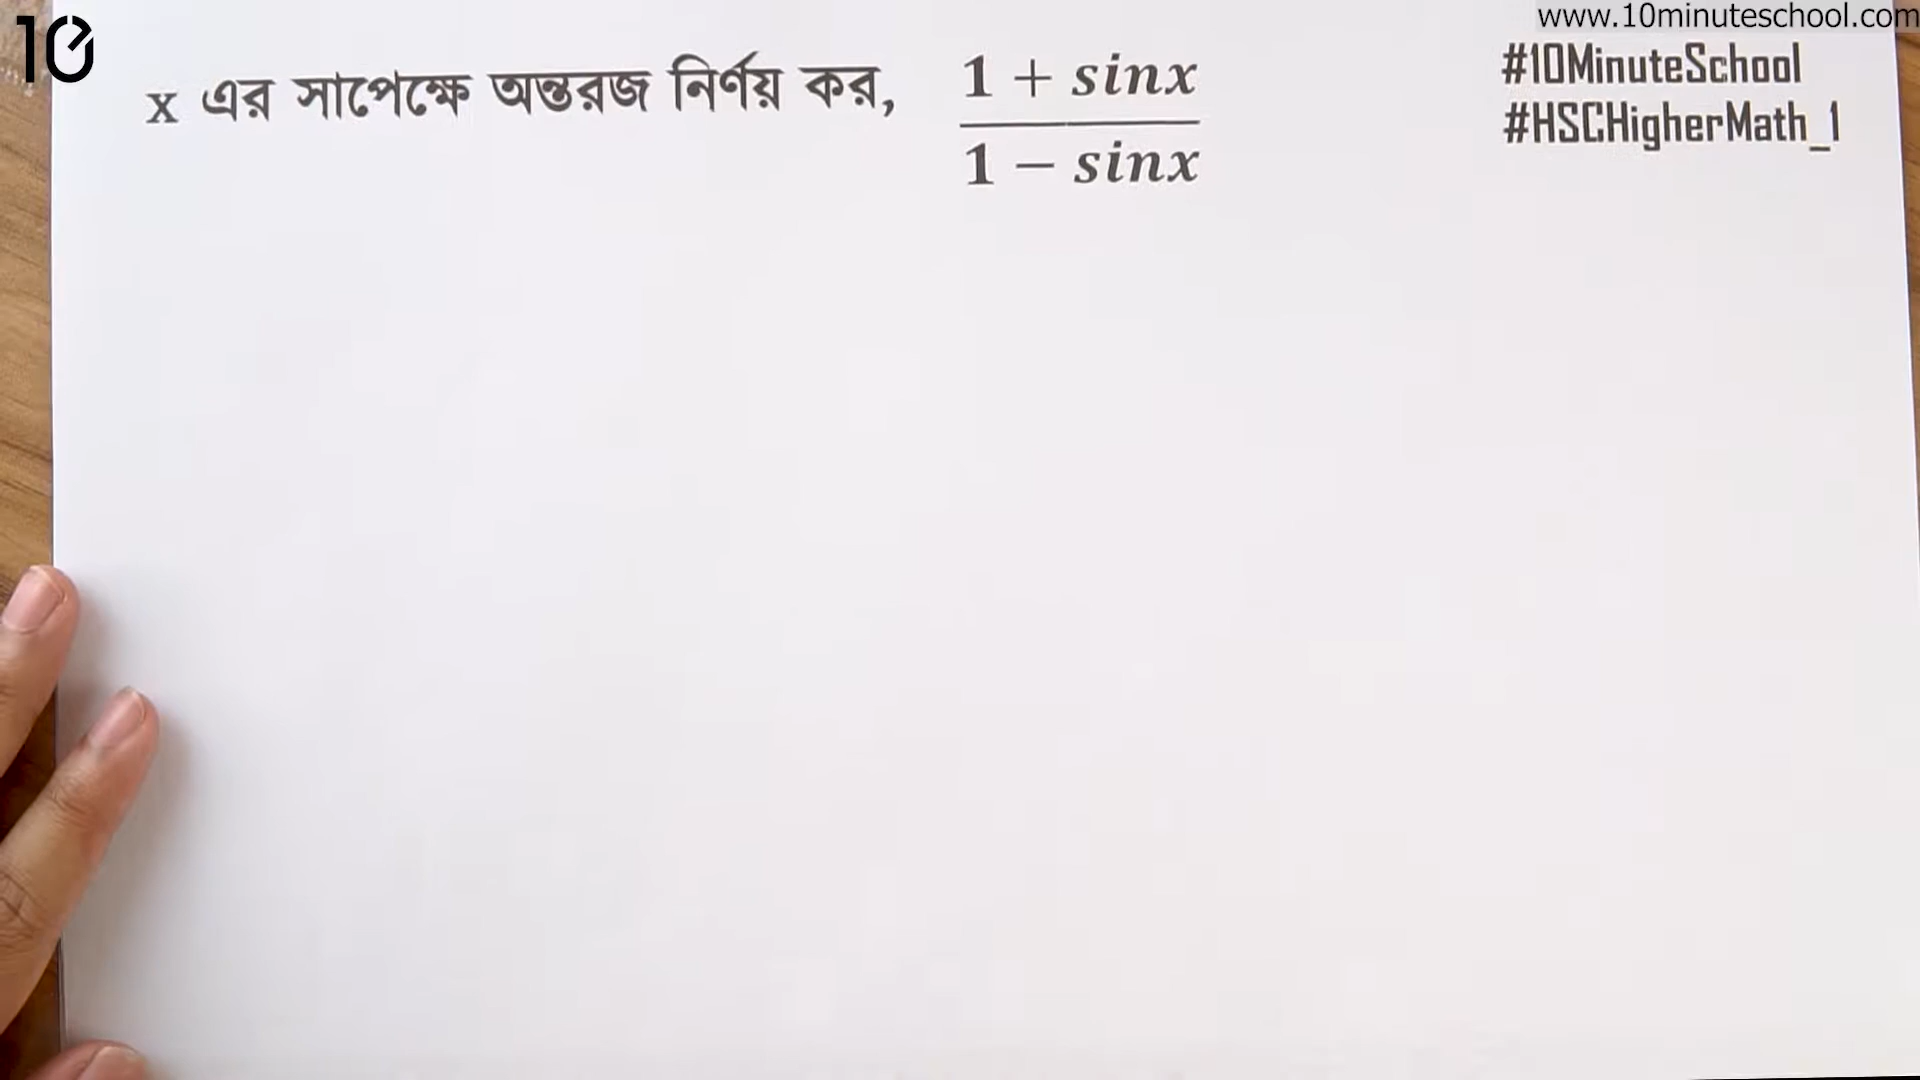 10
www.10minuteschool.com
#10MinuteSchool
#HSCHigherMath_1
x এর সাপেক্ষে অন্তরজ নির্ণয় কর, 1 + sinx
1 − sinx